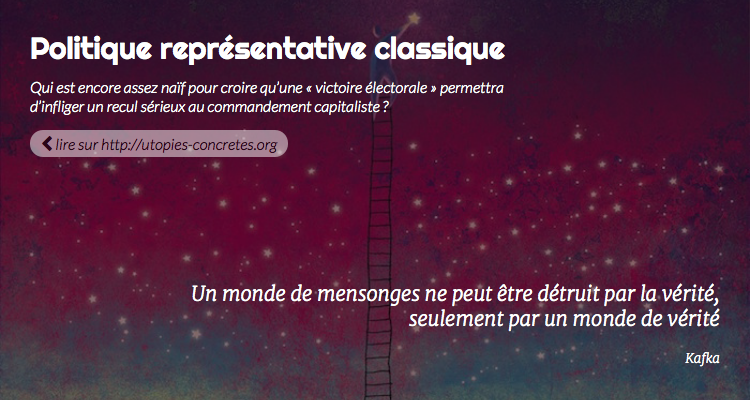 Politique représentative classique
Qui est encore assez naïf pour croire qu'une « victoire électorale » permettra
d'infliger un recul sérieux au commandement capitaliste ?
lire sur http://utopies-concretes.org
Un monde de mensonges ne peut être détruit par la vérité,
seulement par un monde de vérité
Kafka